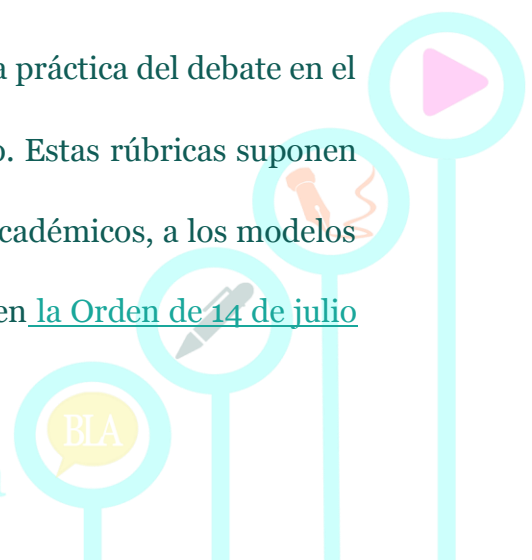 a práctica del debate en el
o. Estas rúbricas suponen
cadémicos, a los modelos
en la Orden de 14 de julio
BLA